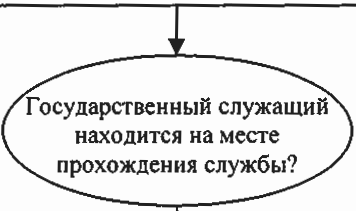 Государственный служащий
находится на месте
прохождения службы?